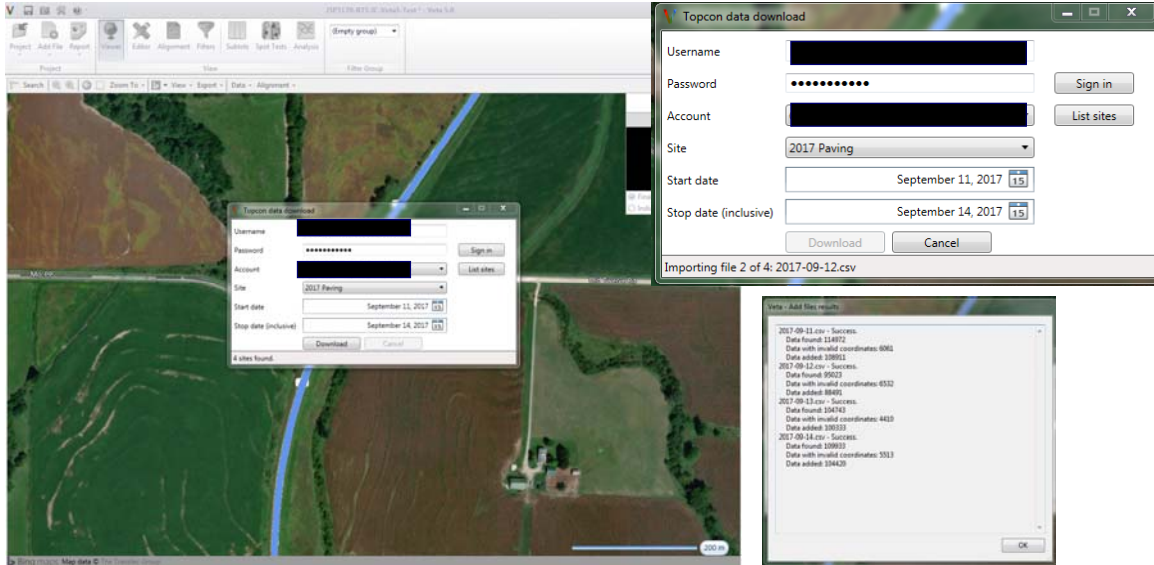 Project Add File Report Viewer Editor Alignment Filters Sublots Spot Tests Analysis
(Empty group)
Project View Filter Group
Search Zoom To View Export Data Alignment
Topcon data download
Username
Password ●●●●●●●●●●●
Sign in
Account
List sites
Site 2017 Paving
Start date September 11, 2017 15
Stop date (inclusive) September 14, 2017 15
Download Cancel
4 sites found.
200 m
Bing maps Map data ©
Topcon data download
Username
Password ●●●●●●●●●●●
Sign in
Account
List sites
Site 2017 Paving
Start date September 11, 2017 15
Stop date (inclusive) September 14, 2017 15
Download Cancel
Importing file 2 of 4: 2017-09-12.csv
Veta - Add files results
2017-09-11.csv - Success.
Data found: 114972
Data with invalid coordinates: 6061
Data added: 108911
2017-09-12.csv - Success.
Data found: 95023
Data with invalid coordinates: 6532
Data added: 88491
2017-09-13.csv - Success.
Data found: 104743
Data with invalid coordinates: 4410
Data added: 100333
2017-09-14.csv - Success.
Data found: 109933
Data with invalid coordinates: 5513
Data added: 104420
OK